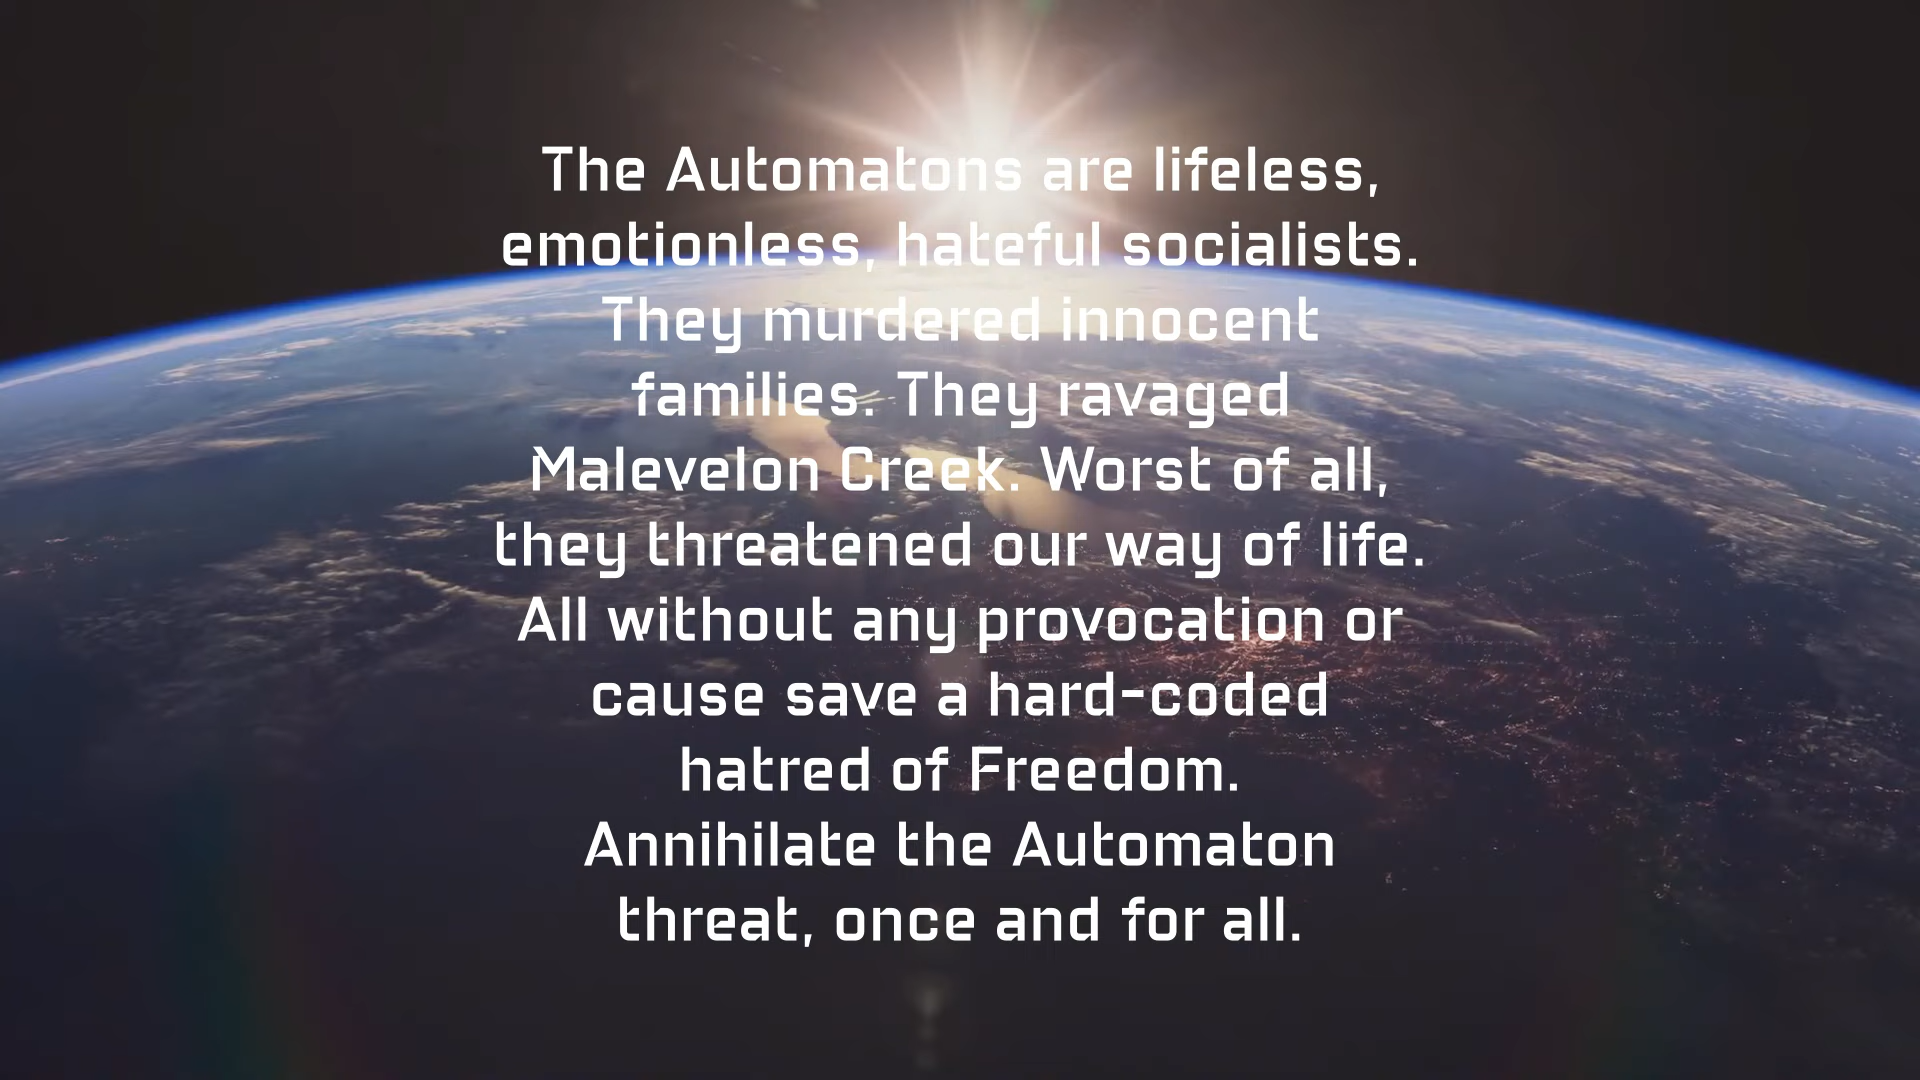 The Automatons are lifeless,
emotionless, hateful socialists.
They murdered innocent
families. They ravaged
Malevelon Creek. Worst of all,
they threatened our way of life.
All without any provocation or
cause save a hard-coded
hatred of Freedom.
Annihilate the Automaton
threat, once and for all.